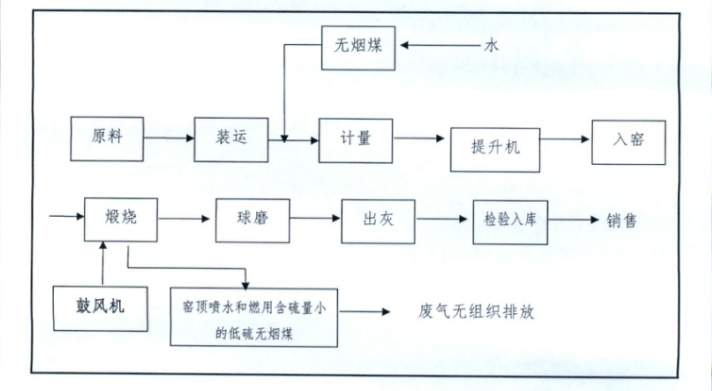 无烟煤
水
原料
装运
计量
提升机
入窑
煅烧
球磨
出灰
检验入库
销售
鼓风机
窑顶喷水和燃用含硫量小
的低硫无烟煤
废气无组织排放